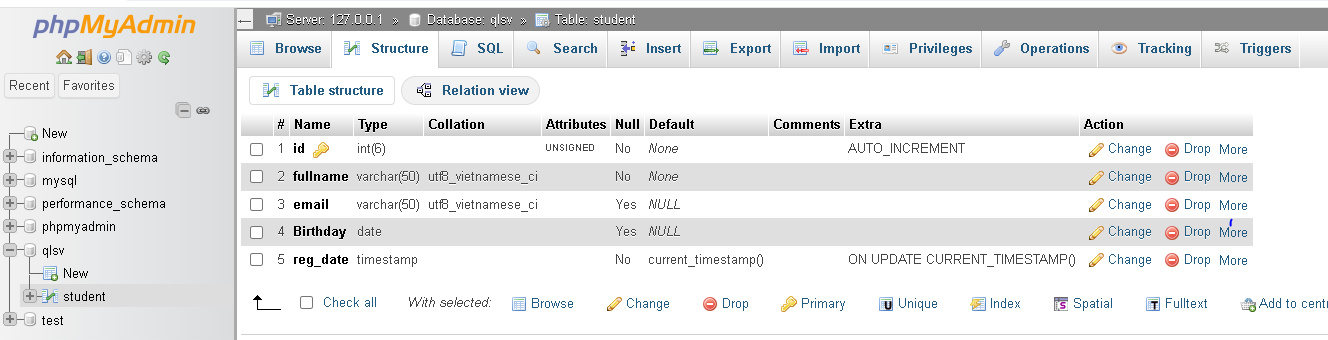 phpMyAdmin
Recent Favorites
New
information_schema
mysql
performance_schema
phpmyadmin
qlsv
New
student
test
Server: 127.0.0.1 » Database: qlsv » Table: student
Browse Structure SQL Search Insert Export Import Privileges Operations Tracking Triggers
Table structure Relation view
# Name Type Collation Attributes Null Default Comments Extra Action
1 id int(6) UNSIGNED No None AUTO_INCREMENT Change Drop More
2 fullname varchar(50) utf8_vietnamese_ci No None Change Drop More
3 email varchar(50) utf8_vietnamese_ci Yes NULL Change Drop More
4 Birthday date Yes NULL Change Drop More
5 reg_date timestamp No current_timestamp() ON UPDATE CURRENT_TIMESTAMP() Change Drop More
Check all With selected: Browse Change Drop Primary Unique Index Spatial Fulltext Add to centr